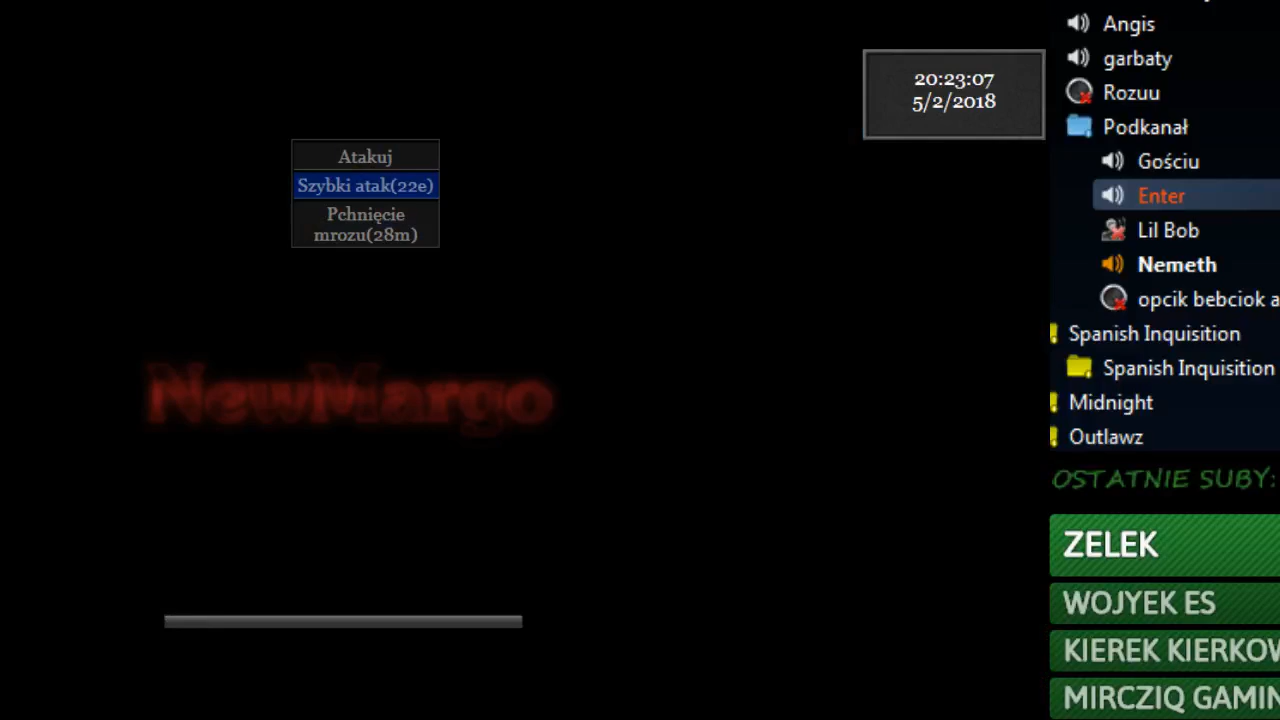 20:23:07
5/2/2018
Atakuj
Szybki atak(22e)
Pchnięcie
mrozu(28m)
NewMargo
Angis
garbaty
Rozuu
Podkanał
Gościu
Enter
Lil Bob
Nemeth
opcik bebciok a
Spanish Inquisition
Spanish Inquisition
Midnight
Outlawz
OSTATNIE SUBY:
ZELEK
WOJYEK ES
KIEREK KIERKOW
MIRCZIQ GAMIN